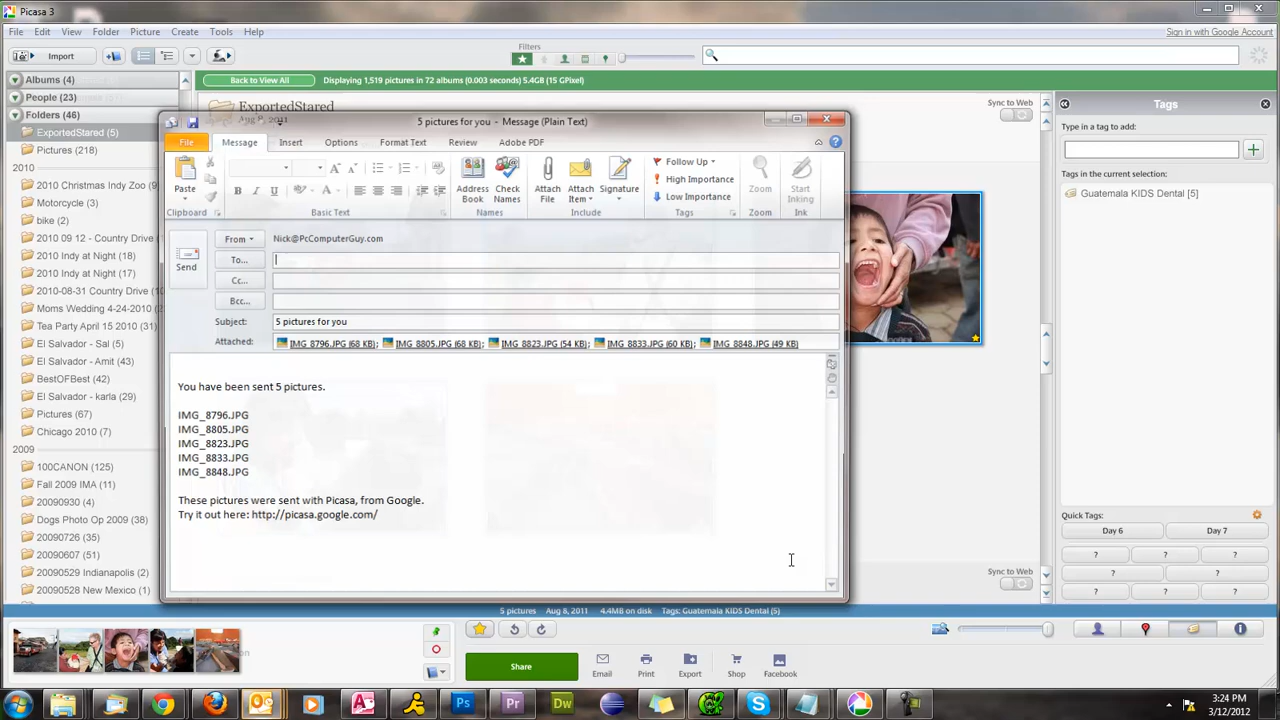 Picasa 3
File Edit View Folder Picture Create Tools Help
Sign in with Google Account
Import
Filters
Back to View All
Displaying 1,519 pictures in 72 albums (0.003 seconds) 5.4GB (15 GPixel)
Albums (4)
People (23)
Folders (46)
ExportedStared (5)
Pictures (218)
2010
2010 Christmas Indy Zoo (9
Motorcycle (3)
bike (2)
2010 09 12 - Country Drive
2010 Indy at Night (18)
2010 Indy at Night (17)
2010-08-31 Country Drive
Moms Wedding 4-24-2010
Tea Party April 15 2010 (31)
El Salvador - Sal (5)
El Salvador - Amit (43)
BestOFBest (42)
El Salvador - karla (29)
Pictures (67)
Chicago 2010 (7)
2009
100CANON (125)
Fall 2009 IMA (11)
20090930 (4)
Dogs Photo Op 2009 (38)
20090726 (35)
20090607 (51)
20090529 Indianapolis (2)
20090528 New Mexico (1)
ExportedStared
Aug 8, 2011
Sync to Web
5 pictures for you - Message (Plain Text)
File Message Insert Options Format Text Review Adobe PDF
Paste
Clipboard
B I U A
Basic Text
Address Book
Check Names
Names
Attach File
Attach Item
Signature
Include
Follow Up
High Importance
Low Importance
Tags
Zoom
Zoom
Start Inking
Ink
Send
From
Nick@PcComputerGuy.com
To...
Cc...
Bcc...
Subject: 5 pictures for you
Attached: IMG_8796.JPG (68 KB); IMG_8805.JPG (68 KB); IMG_8823.JPG (54 KB); IMG_8833.JPG (60 KB); IMG_8848.JPG (49 KB)
You have been sent 5 pictures.
IMG_8796.JPG
IMG_8805.JPG
IMG_8823.JPG
IMG_8833.JPG
IMG_8848.JPG
These pictures were sent with Picasa, from Google.
Try it out here: http://picasa.google.com/
Tags
Type in a tag to add:
Tags in the current selection:
Guatemala KIDS Dental [5]
Quick Tags:
Day 6 Day 7
? ? ?
? ?
? ? ?
Sync to Web
5 pictures Aug 8, 2011 4.4MB on disk Tags: Guatemala KIDS Dental (5)
Share
Email
Print
Export
Shop
Facebook
3:24 PM
3/12/2012